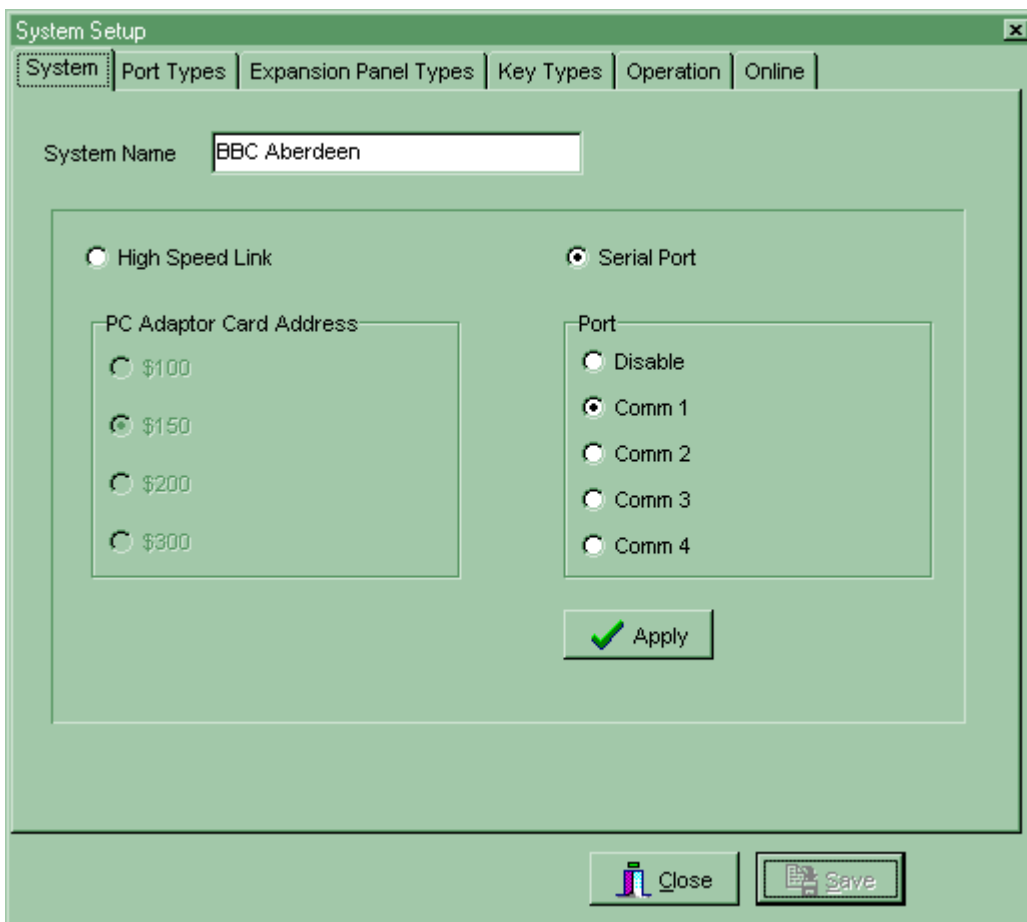 System Setup
System Port Types Expansion Panel Types Key Types Operation Online
System Name BBC Aberdeen
High Speed Link Serial Port
PC Adaptor Card Address Port
$100 Disable
$150 Comm 1
$200 Comm 2
$300 Comm 3
Comm 4
Apply
Close Save